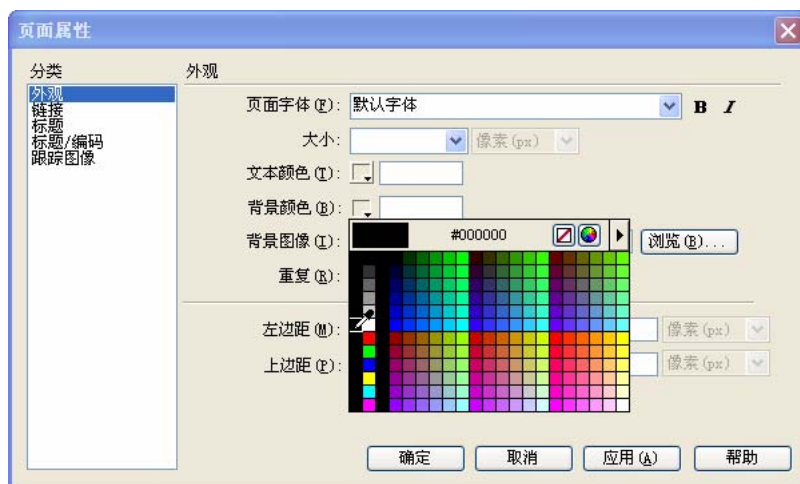 页面属性
分类
外观
链接
标题
标题/编码
跟踪图像
外观
页面字体(F): 默认字体 B I
大小: 像素(px)
文本颜色(T):
背景颜色(B):
#000000
背景图像(I): 浏览(B)...
重复(R):
左边距(M): 像素(px)
上边距(P): 像素(px)
确定 取消 应用(A) 帮助